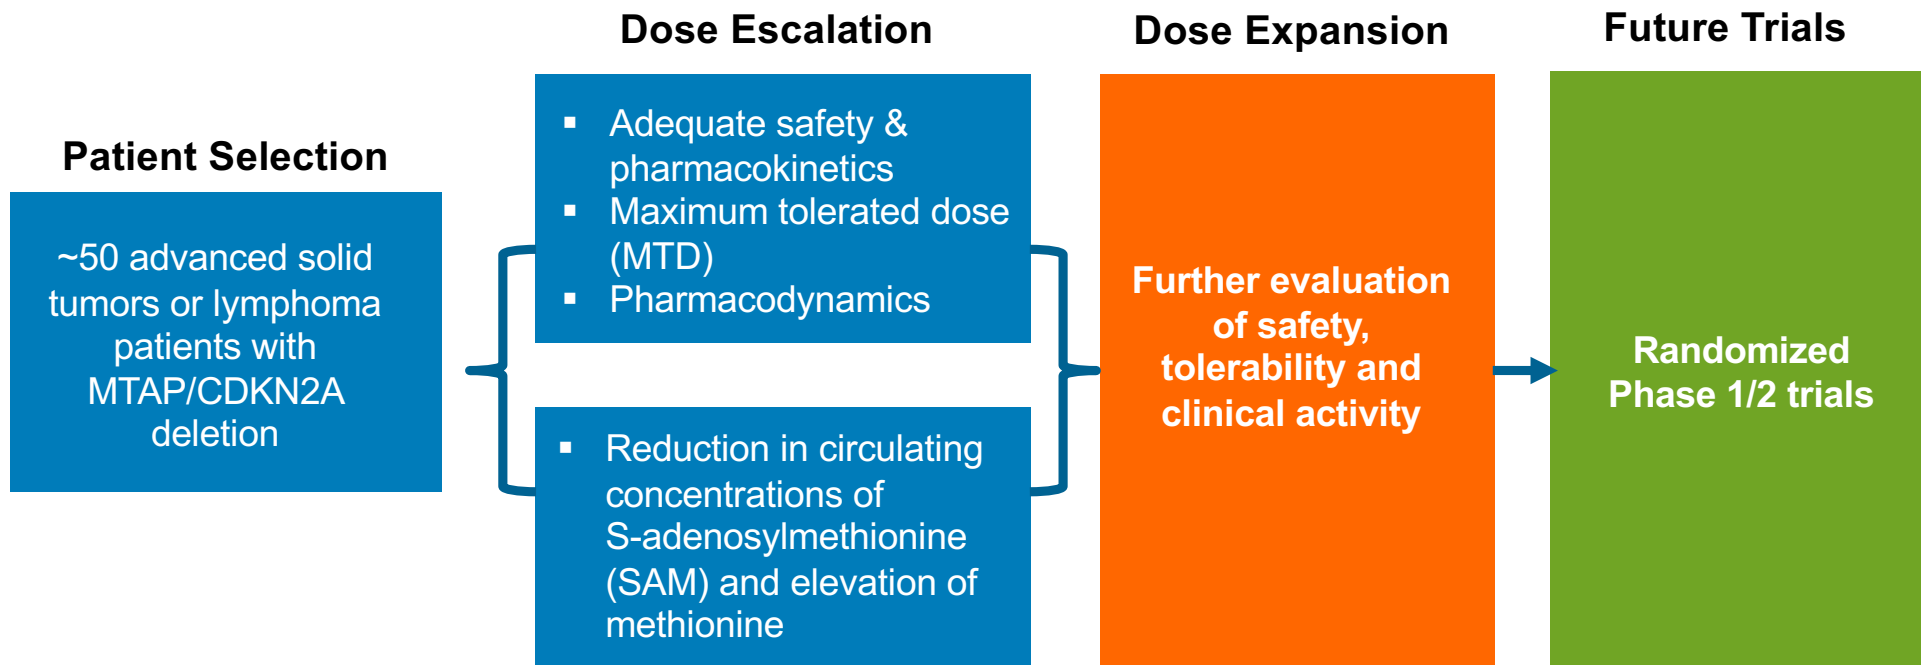 Patient Selection
~50 advanced solid
tumors or lymphoma
patients with
MTAP/CDKN2A
deletion
Dose Escalation
▪ Adequate safety &
pharmacokinetics
▪ Maximum tolerated dose
(MTD)
▪ Pharmacodynamics
▪ Reduction in circulating
concentrations of
S-adenosylmethionine
(SAM) and elevation of
methionine
Dose Expansion
Further evaluation
of safety,
tolerability and
clinical activity
Future Trials
Randomized
Phase 1/2 trials